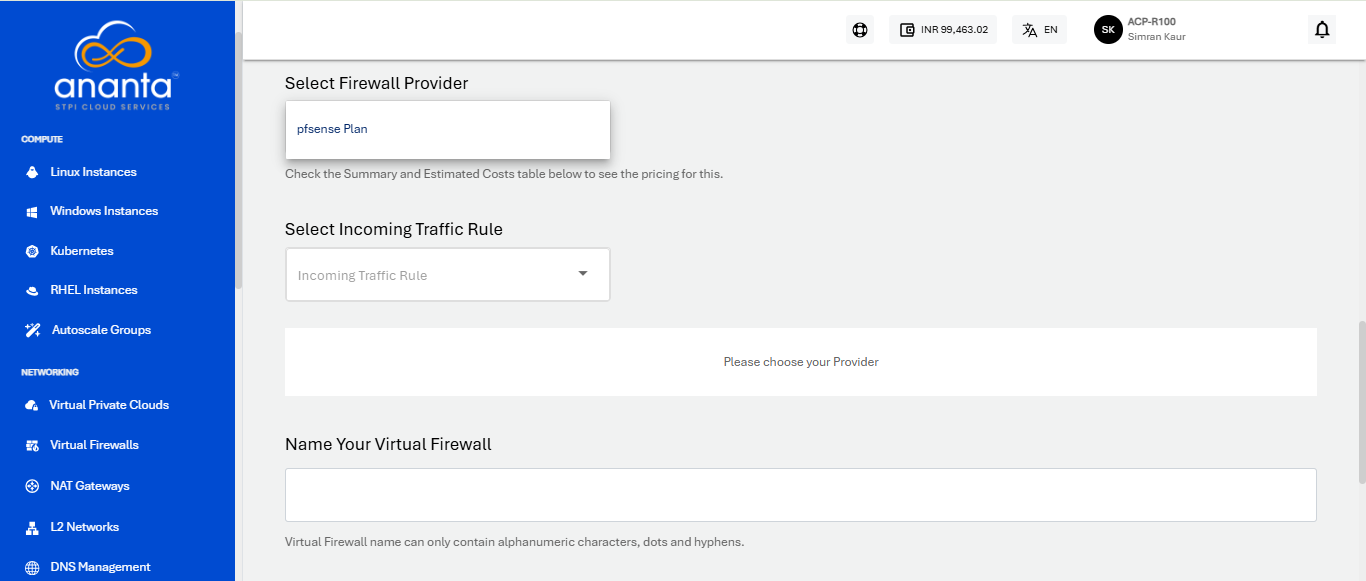 ananta
™
STPI CLOUD SERVICES
COMPUTE
Linux Instances
Windows Instances
Kubernetes
RHEL Instances
Autoscale Groups
NETWORKING
Virtual Private Clouds
Virtual Firewalls
NAT Gateways
L2 Networks
DNS Management
INR 99,463.02
EN
SK
ACP-R100
Simran Kaur
Select Firewall Provider
pfsense Plan
Check the Summary and Estimated Costs table below to see the pricing for this.
Select Incoming Traffic Rule
Incoming Traffic Rule
Please choose your Provider
Name Your Virtual Firewall
Virtual Firewall name can only contain alphanumeric characters, dots and hyphens.